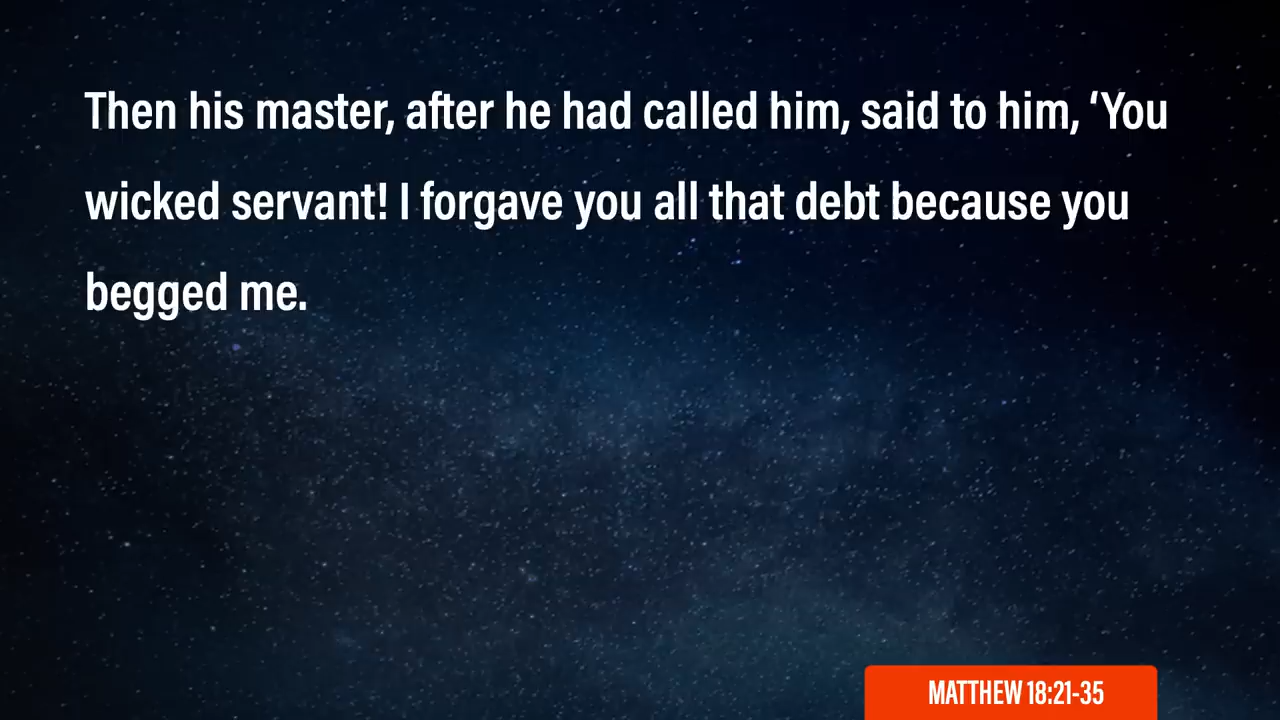 Then his master, after he had called him, said to him, ‘You
wicked servant! I forgave you all that debt because you
begged me.
MATTHEW 18:21-35